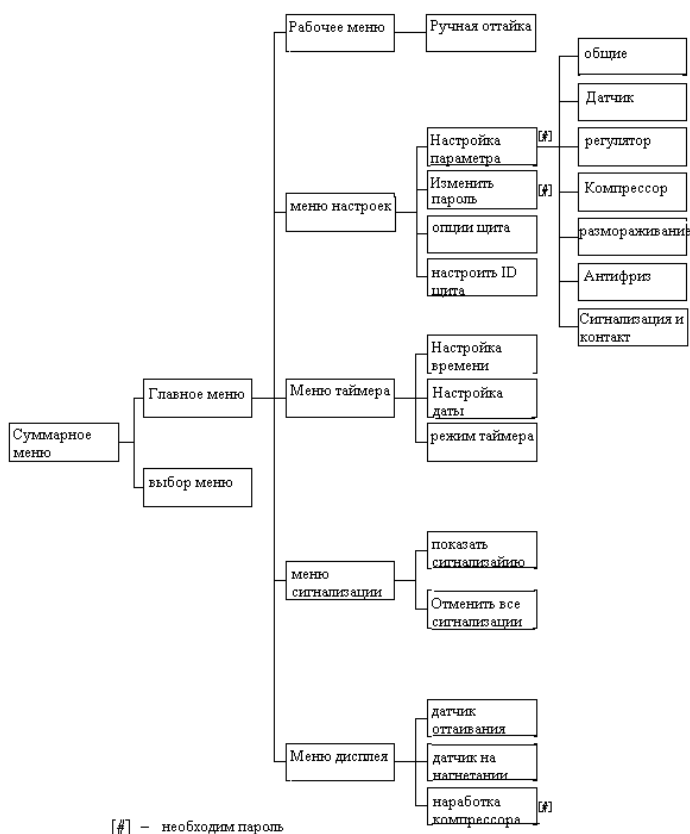 Рабочее меню
Ручная оттайка
общие
Датчик
Настройка
параметра
[#]
регулятор
Изменить
пароль
[#]
Компрессор
меню настроек
опции щита
размораживание
настроить ID
щита
Антифриз
Сигнализация и
контакт
Настройка
времени
Главное меню
Меню таймера
Настройка
даты
Суммарное
меню
режим таймера
выбор меню
показать
сигнализайию
меню
сигнализации
Отменить все
сигнализации
датчик
оттаивания
Меню дисплея
датчик на
нагнетании
наработка
компрессора
[#]
[#] – необходим пароль